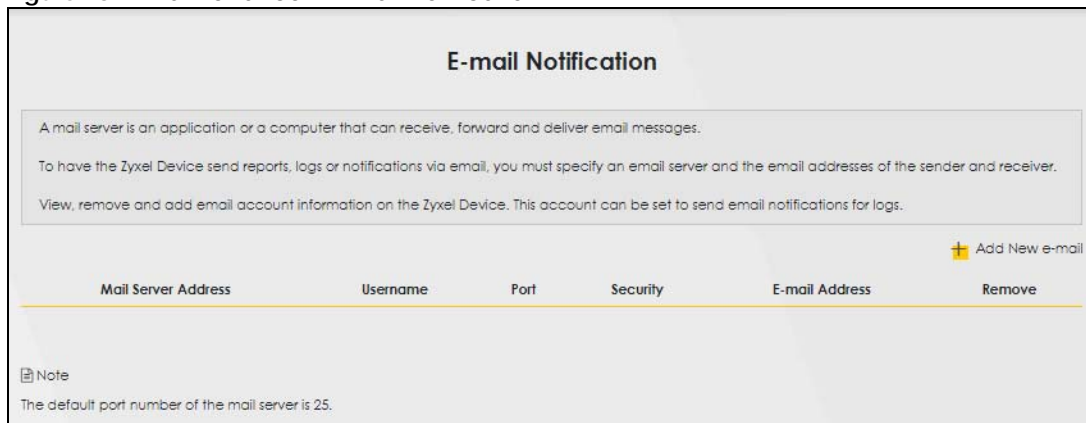 E-mail Notification
A mail server is an application or a computer that can receive, forward and deliver email messages.
To have the Zyxel Device send reports, logs or notifications via email, you must specify an email server and the email addresses of the sender and receiver.
View, remove and add email account information on the Zyxel Device. This account can be set to send email notifications for logs.
Add New e-mail
Mail Server Address Username Port Security E-mail Address Remove
Note
The default port number of the mail server is 25.